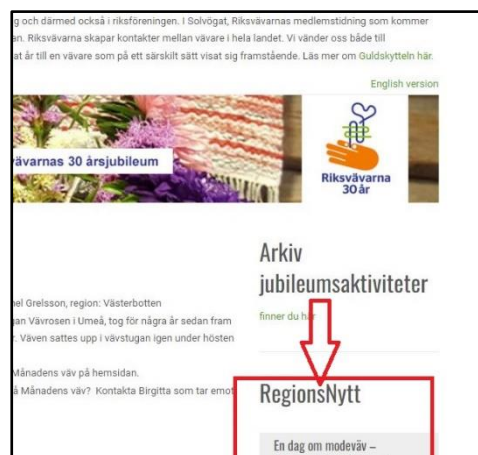 g och därmed också i riksföreningen. I Solvögat, Riksvävarnas medlemstidning som kommer
an. Riksvävarna skapar kontakter mellan vävare i hela landet. Vi vänder oss både till
at år till en vävare som på ett särskilt sätt visat sig framstående. Läs mer om Guldskytteln här.
English version
vävarnas 30 årsjubileum
Riksvävarna
30 år
Arkiv
jubileumsaktiviteter
finner du här
nel Grelsson, region: Västerbotten
gan Vävrosen i Umeå, tog för några år sedan fram
r. Väven sattes upp i vävstugan igen under hösten
Månadens väv på hemsidan.
å Månadens väv? Kontakta Birgitta som tar emot
RegionsNytt
En dag om modeväv –